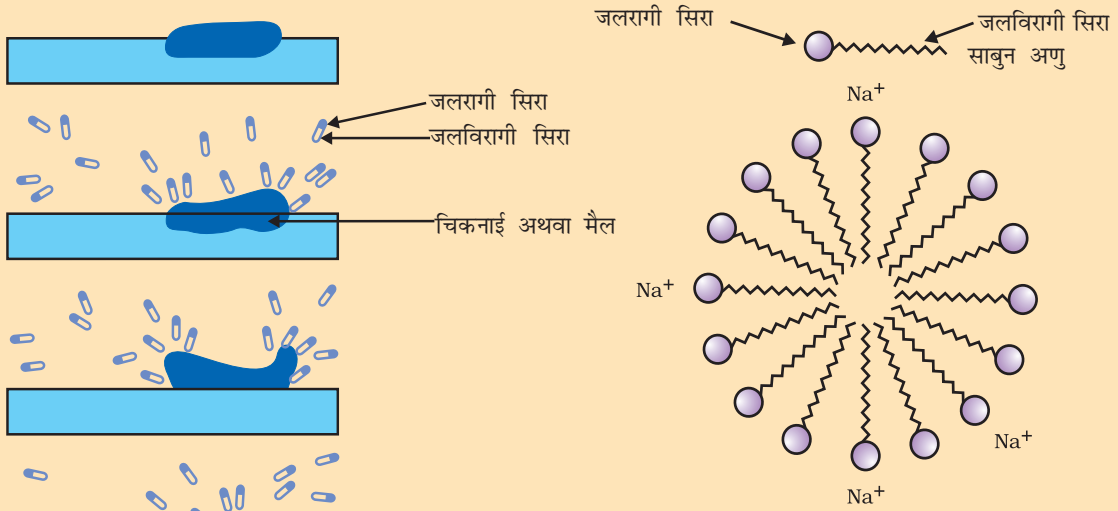 जलरागी सिरा
जलविरागी सिरा
चिकनाई अथवा मैल
जलरागी सिरा
जलविरागी सिरा
साबुन अणु
Na⁺
Na⁺
Na⁺
Na⁺